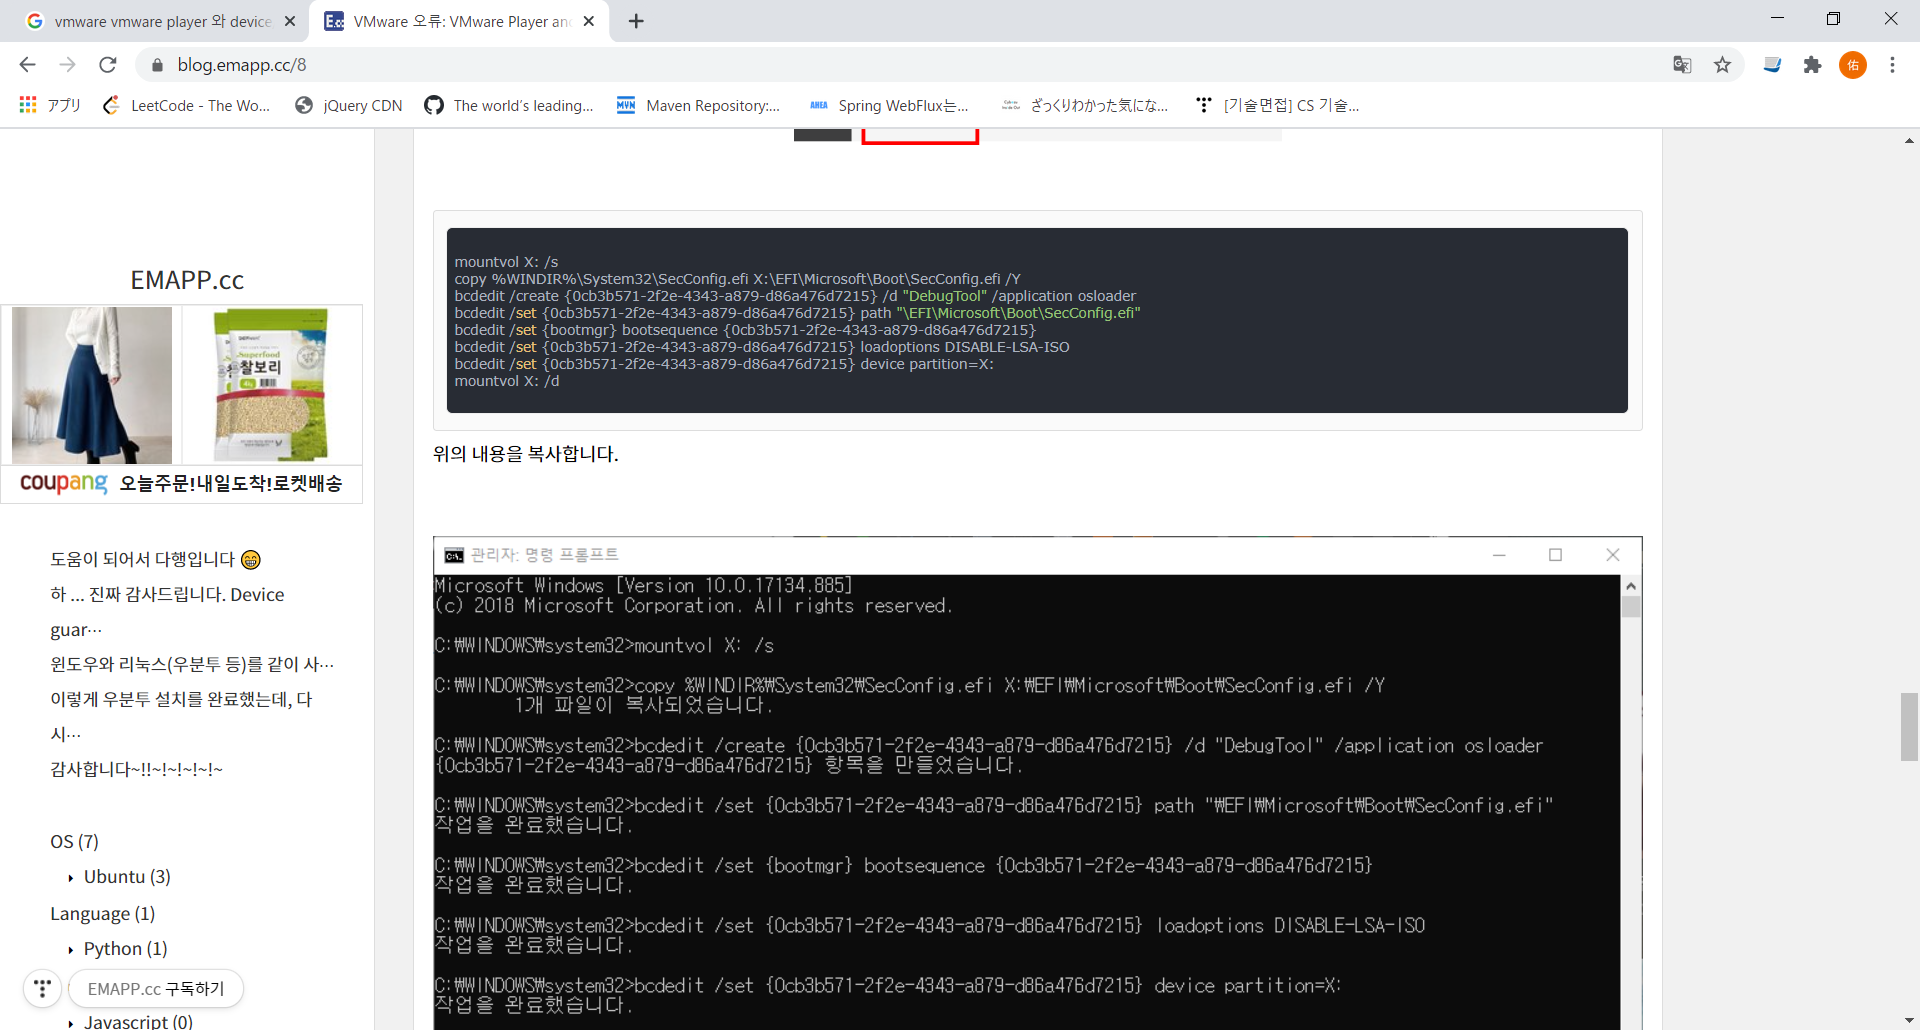 vmware vmware player 와 device
VMware 오류: VMware Player an
blog.emapp.cc/8
佑
アプリ
LeetCode - The Wo...
jQuery CDN
The world's leading...
Maven Repository:...
Spring WebFlux는...
ざっくりわかった気にな...
[기술면접] CS 기술...
EMAPP.cc
Superfood
찰보리
coupang 오늘주문!내일도착!로켓배송
도움이 되어서 다행입니다 😁
하 ... 진짜 감사드립니다. Device
guar…
윈도우와 리눅스(우분투 등)를 같이 사…
이렇게 우분투 설치를 완료했는데, 다
시…
감사합니다~!!~!~!~!~!~
OS (7)
Ubuntu (3)
Language (1)
Python (1)
EMAPP.cc 구독하기
Javascript (0)
mountvol X: /s
copy %WINDIR%\System32\SecConfig.efi X:\EFI\Microsoft\Boot\SecConfig.efi /Y
bcdedit /create {0cb3b571-2f2e-4343-a879-d86a476d7215} /d "DebugTool" /application osloader
bcdedit /set {0cb3b571-2f2e-4343-a879-d86a476d7215} path "\EFI\Microsoft\Boot\SecConfig.efi"
bcdedit /set {bootmgr} bootsequence {0cb3b571-2f2e-4343-a879-d86a476d7215}
bcdedit /set {0cb3b571-2f2e-4343-a879-d86a476d7215} loadoptions DISABLE-LSA-ISO
bcdedit /set {0cb3b571-2f2e-4343-a879-d86a476d7215} device partition=X:
mountvol X: /d
위의 내용을 복사합니다.
관리자: 명령 프롬프트
Microsoft Windows [Version 10.0.17134.885]
(c) 2018 Microsoft Corporation. All rights reserved.
C:₩WINDOWS₩system32>mountvol X: /s
C:₩WINDOWS₩system32>copy %WINDIR%₩System32₩SecConfig.efi X:₩EFI₩Microsoft₩Boot₩SecConfig.efi /Y
1개 파일이 복사되었습니다.
C:₩WINDOWS₩system32>bcdedit /create {0cb3b571-2f2e-4343-a879-d86a476d7215} /d "DebugTool" /application osloader
{0cb3b571-2f2e-4343-a879-d86a476d7215} 항목을 만들었습니다.
C:₩WINDOWS₩system32>bcdedit /set {0cb3b571-2f2e-4343-a879-d86a476d7215} path "₩EFI₩Microsoft₩Boot₩SecConfig.efi"
작업을 완료했습니다.
C:₩WINDOWS₩system32>bcdedit /set {bootmgr} bootsequence {0cb3b571-2f2e-4343-a879-d86a476d7215}
작업을 완료했습니다.
C:₩WINDOWS₩system32>bcdedit /set {0cb3b571-2f2e-4343-a879-d86a476d7215} loadoptions DISABLE-LSA-ISO
작업을 완료했습니다.
C:₩WINDOWS₩system32>bcdedit /set {0cb3b571-2f2e-4343-a879-d86a476d7215} device partition=X:
작업을 완료했습니다.